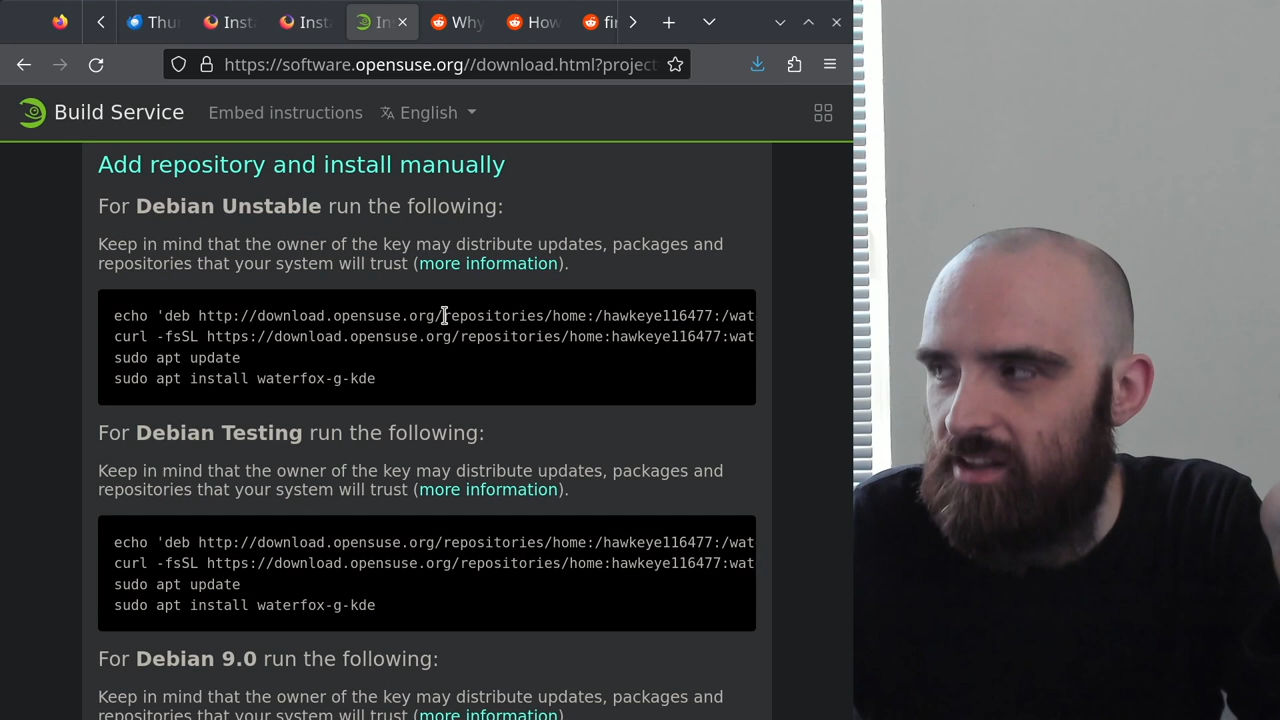 Thu
Inst
Inst
In
Why
How
fir
https://software.opensuse.org//download.html?project
Build Service
Embed instructions
English
Add repository and install manually
For Debian Unstable run the following:
Keep in mind that the owner of the key may distribute updates, packages and
repositories that your system will trust (more information).
echo 'deb http://download.opensuse.org/repositories/home:/hawkeye116477:/wat
curl -fsSL https://download.opensuse.org/repositories/home:hawkeye116477:wat
sudo apt update
sudo apt install waterfox-g-kde
For Debian Testing run the following:
Keep in mind that the owner of the key may distribute updates, packages and
repositories that your system will trust (more information).
echo 'deb http://download.opensuse.org/repositories/home:/hawkeye116477:/wat
curl -fsSL https://download.opensuse.org/repositories/home:hawkeye116477:wat
sudo apt update
sudo apt install waterfox-g-kde
For Debian 9.0 run the following:
Keep in mind that the owner of the key may distribute updates, packages and
repositories that your system will trust (more information).